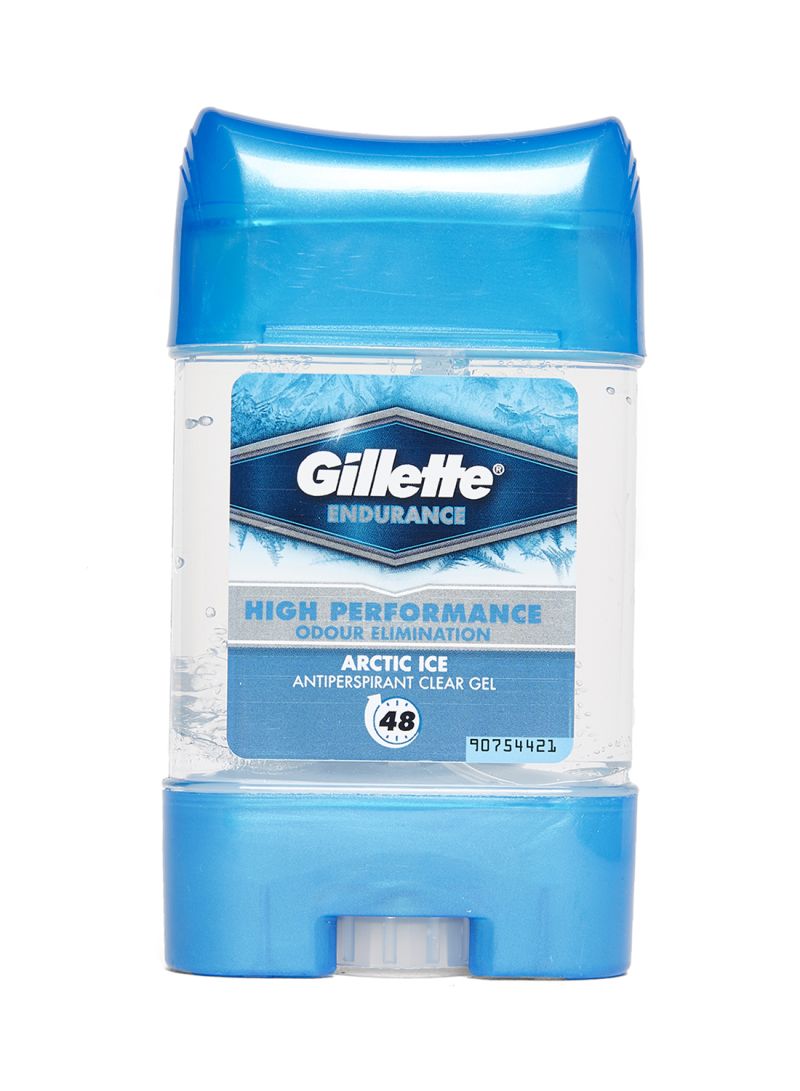 Gillette®
ENDURANCE
HIGH PERFORMANCE
ODOUR ELIMINATION
ARCTIC ICE
ANTIPERSPIRANT CLEAR GEL
48
90754421